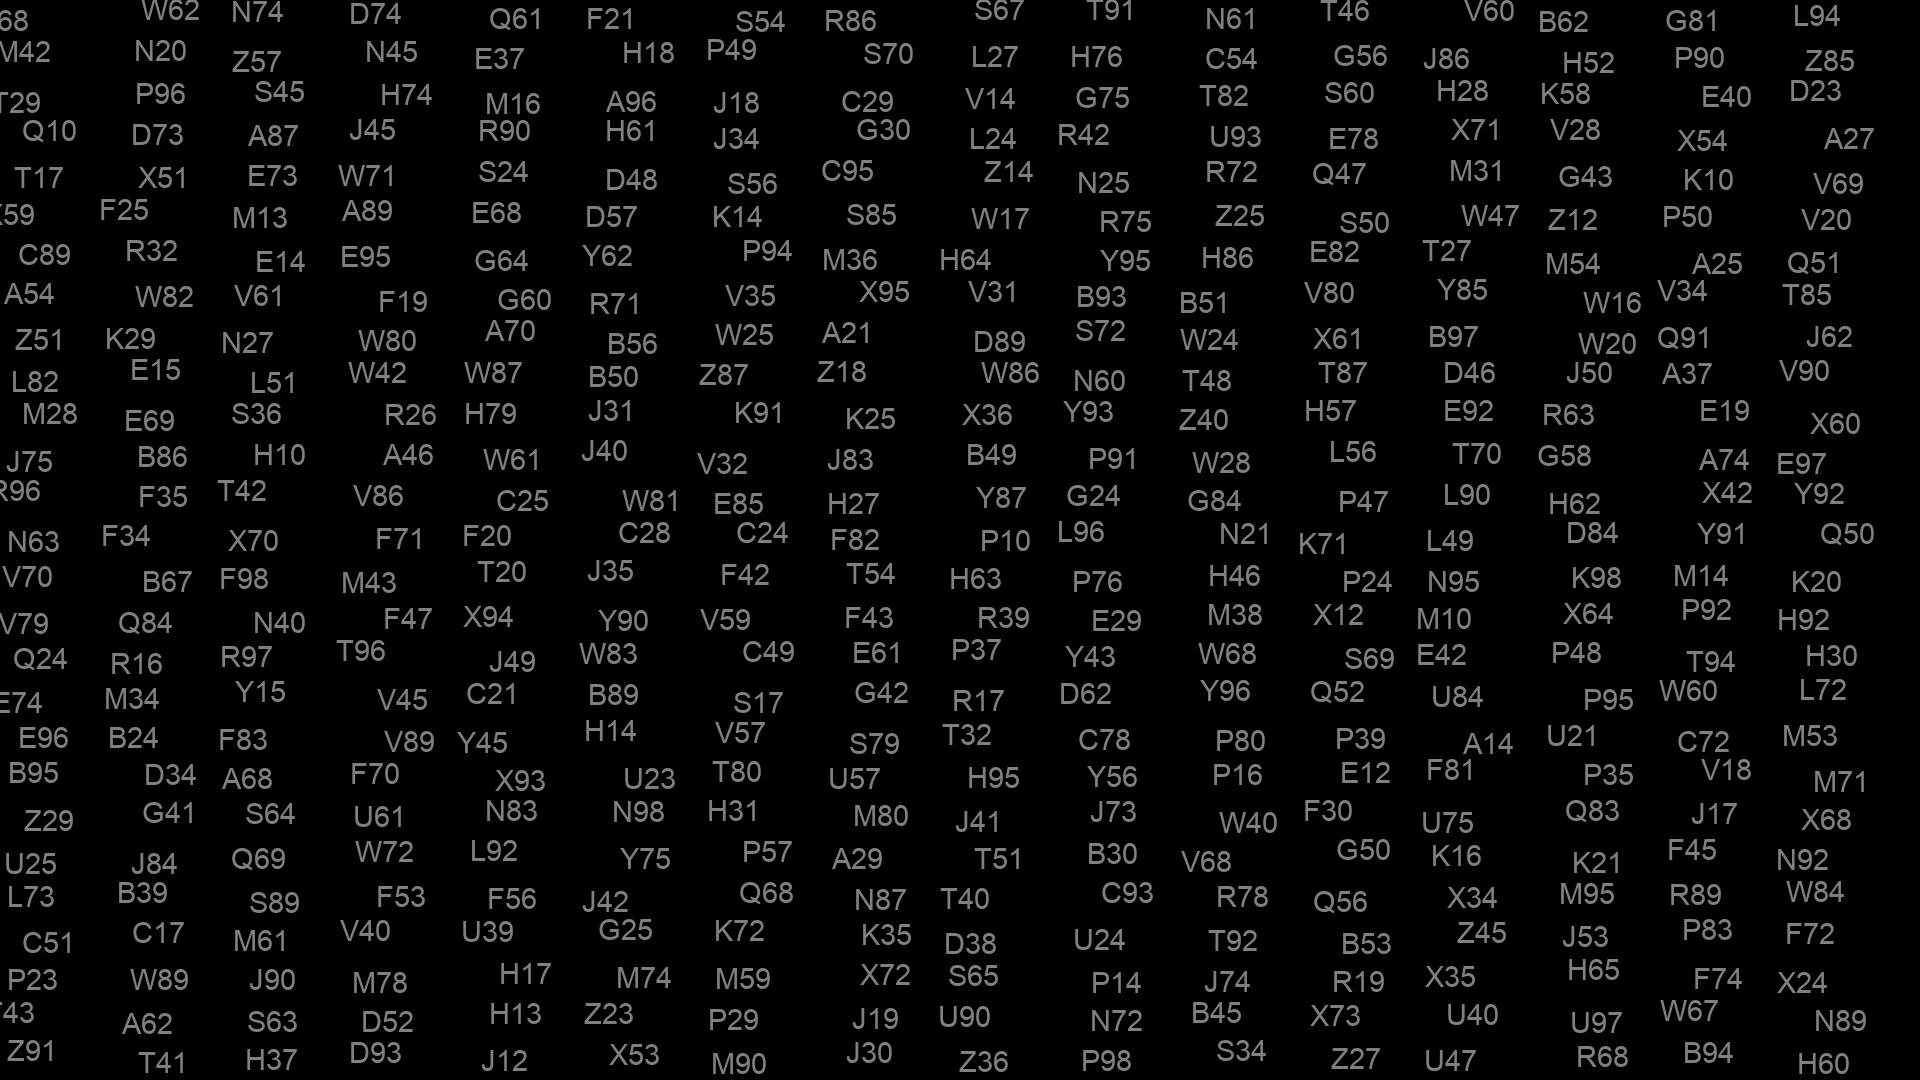 68 W62 N74 D74 Q61 F21 S54 R86 S67 T91 N61 T46 V60 B62 G81 L94
M42 N20 Z57 N45 E37 H18 P49 S70 L27 H76 C54 G56 J86 H52 P90 Z85
T29 P96 S45 H74 M16 A96 J18 C29 V14 G75 T82 S60 H28 K58 E40 D23
Q10 D73 A87 J45 R90 H61 J34 G30 L24 R42 U93 E78 X71 V28 X54 A27
T17 X51 E73 W71 S24 D48 S56 C95 Z14 N25 R72 Q47 M31 G43 K10 V69
59 F25 M13 A89 E68 D57 K14 S85 W17 R75 Z25 S50 W47 Z12 P50 V20
C89 R32 E14 E95 G64 Y62 P94 M36 H64 Y95 H86 E82 T27 M54 A25 Q51
A54 W82 V61 F19 G60 R71 V35 X95 V31 B93 B51 V80 Y85 W16 V34 T85
Z51 K29 N27 W80 A70 B56 W25 A21 D89 S72 W24 X61 B97 W20 Q91 J62
L82 E15 L51 W42 W87 B50 Z87 Z18 W86 N60 T48 T87 D46 J50 A37 V90
M28 E69 S36 R26 H79 J31 K91 K25 X36 Y93 Z40 H57 E92 R63 E19 X60
J75 B86 H10 A46 W61 J40 V32 J83 B49 P91 W28 L56 T70 G58 A74 E97
R96 F35 T42 V86 C25 W81 E85 H27 Y87 G24 G84 P47 L90 H62 X42 Y92
N63 F34 X70 F71 F20 C28 C24 F82 P10 L96 N21 K71 L49 D84 Y91 Q50
V70 B67 F98 M43 T20 J35 F42 T54 H63 P76 H46 P24 N95 K98 M14 K20
V79 Q84 N40 F47 X94 Y90 V59 F43 R39 E29 M38 X12 M10 X64 P92 H92
Q24 R16 R97 T96 J49 W83 C49 E61 P37 Y43 W68 S69 E42 P48 T94 H30
E74 M34 Y15 V45 C21 B89 S17 G42 R17 D62 Y96 Q52 U84 P95 W60 L72
E96 B24 F83 V89 Y45 H14 V57 S79 T32 C78 P80 P39 A14 U21 C72 M53
B95 D34 A68 F70 X93 U23 T80 U57 H95 Y56 P16 E12 F81 P35 V18 M71
Z29 G41 S64 U61 N83 N98 H31 M80 J41 J73 W40 F30 U75 Q83 J17 X68
U25 J84 Q69 W72 L92 Y75 P57 A29 T51 B30 V68 G50 K16 K21 F45 N92
L73 B39 S89 F53 F56 J42 Q68 N87 T40 C93 R78 Q56 X34 M95 R89 W84
C51 C17 M61 V40 U39 G25 K72 K35 D38 U24 T92 B53 Z45 J53 P83 F72
P23 W89 J90 M78 H17 M74 M59 X72 S65 P14 J74 R19 X35 H65 F74 X24
43 A62 S63 D52 H13 Z23 P29 J19 U90 N72 B45 X73 U40 U97 W67 N89
Z91 T41 H37 D93 J12 X53 M90 J30 Z36 P98 S34 Z27 U47 R68 B94 H60